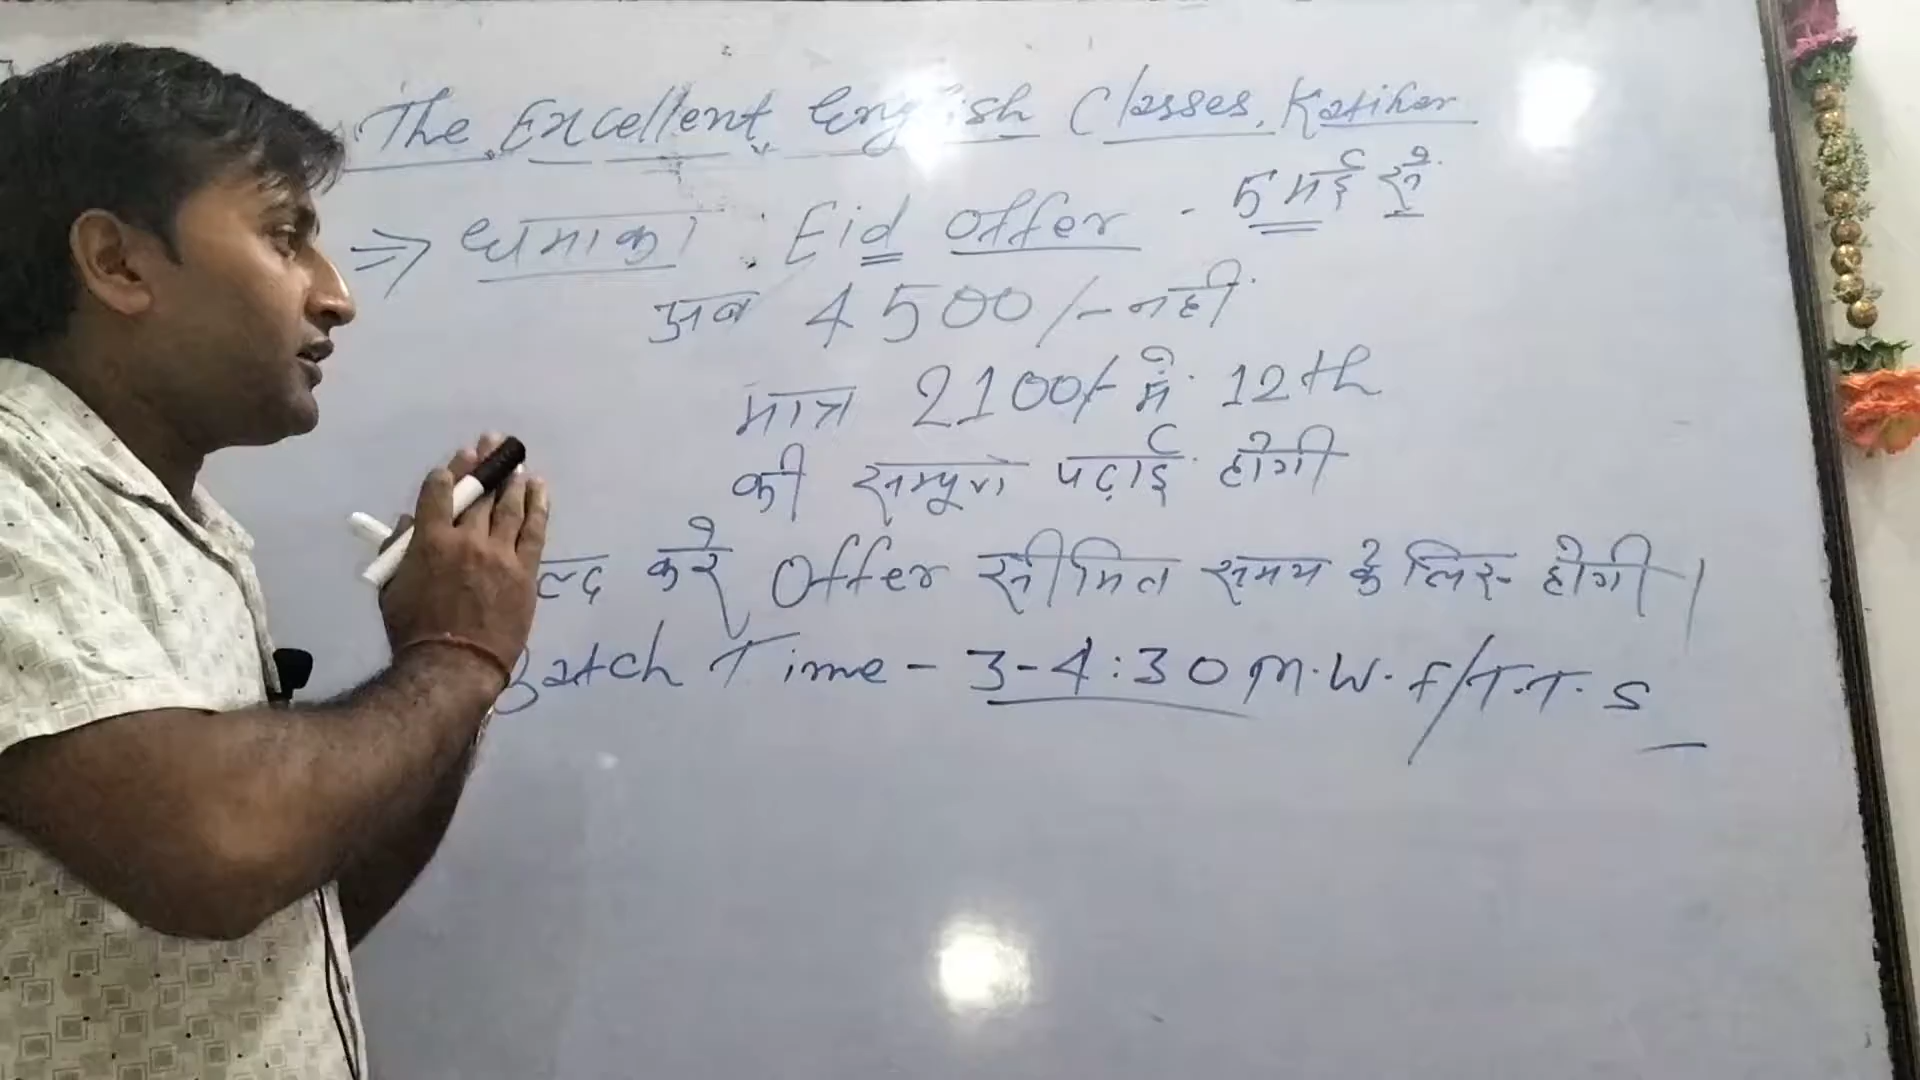 The Excellent English Classes, Katihar
⇒ धमाका : Eid offer - 5 मई से
अब 4500/- नहीं
मात्र 2100/- में 12th
की सम्पूर्ण पढ़ाई होगी
करे Offer सीमित समय के लिए होगी।
Batch Time - 3-4:30 M.W.F/T.T.S